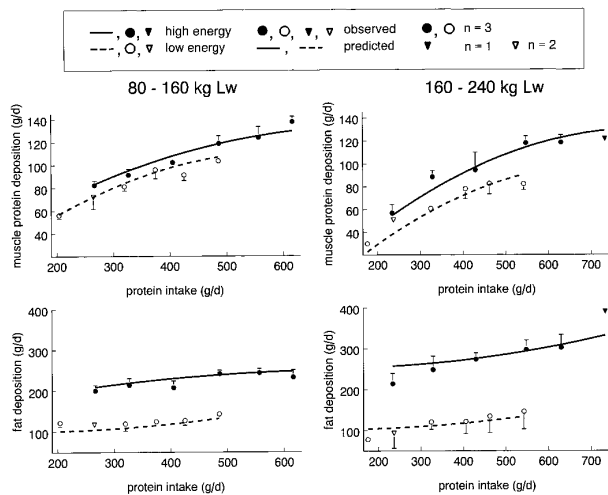 , ●, ▼ high energy ●, ○, ▼, ▽ observed ●, ○ n = 3
, ○, ▽ low energy , predicted ▼ n = 1 ▽ n = 2
80 - 160 kg Lw
160 - 240 kg Lw
muscle protein deposition (g/d)
140
120
100
80
60
40
200 300 400 500 600
protein intake (g/d)
muscle protein deposition (g/d)
140
120
100
80
60
40
200 300 400 500 600 700
protein intake (g/d)
fat deposition (g/d)
400
300
200
100
200 300 400 500 600
protein intake (g/d)
fat deposition (g/d)
400
300
200
100
200 300 400 500 600 700
protein intake (g/d)